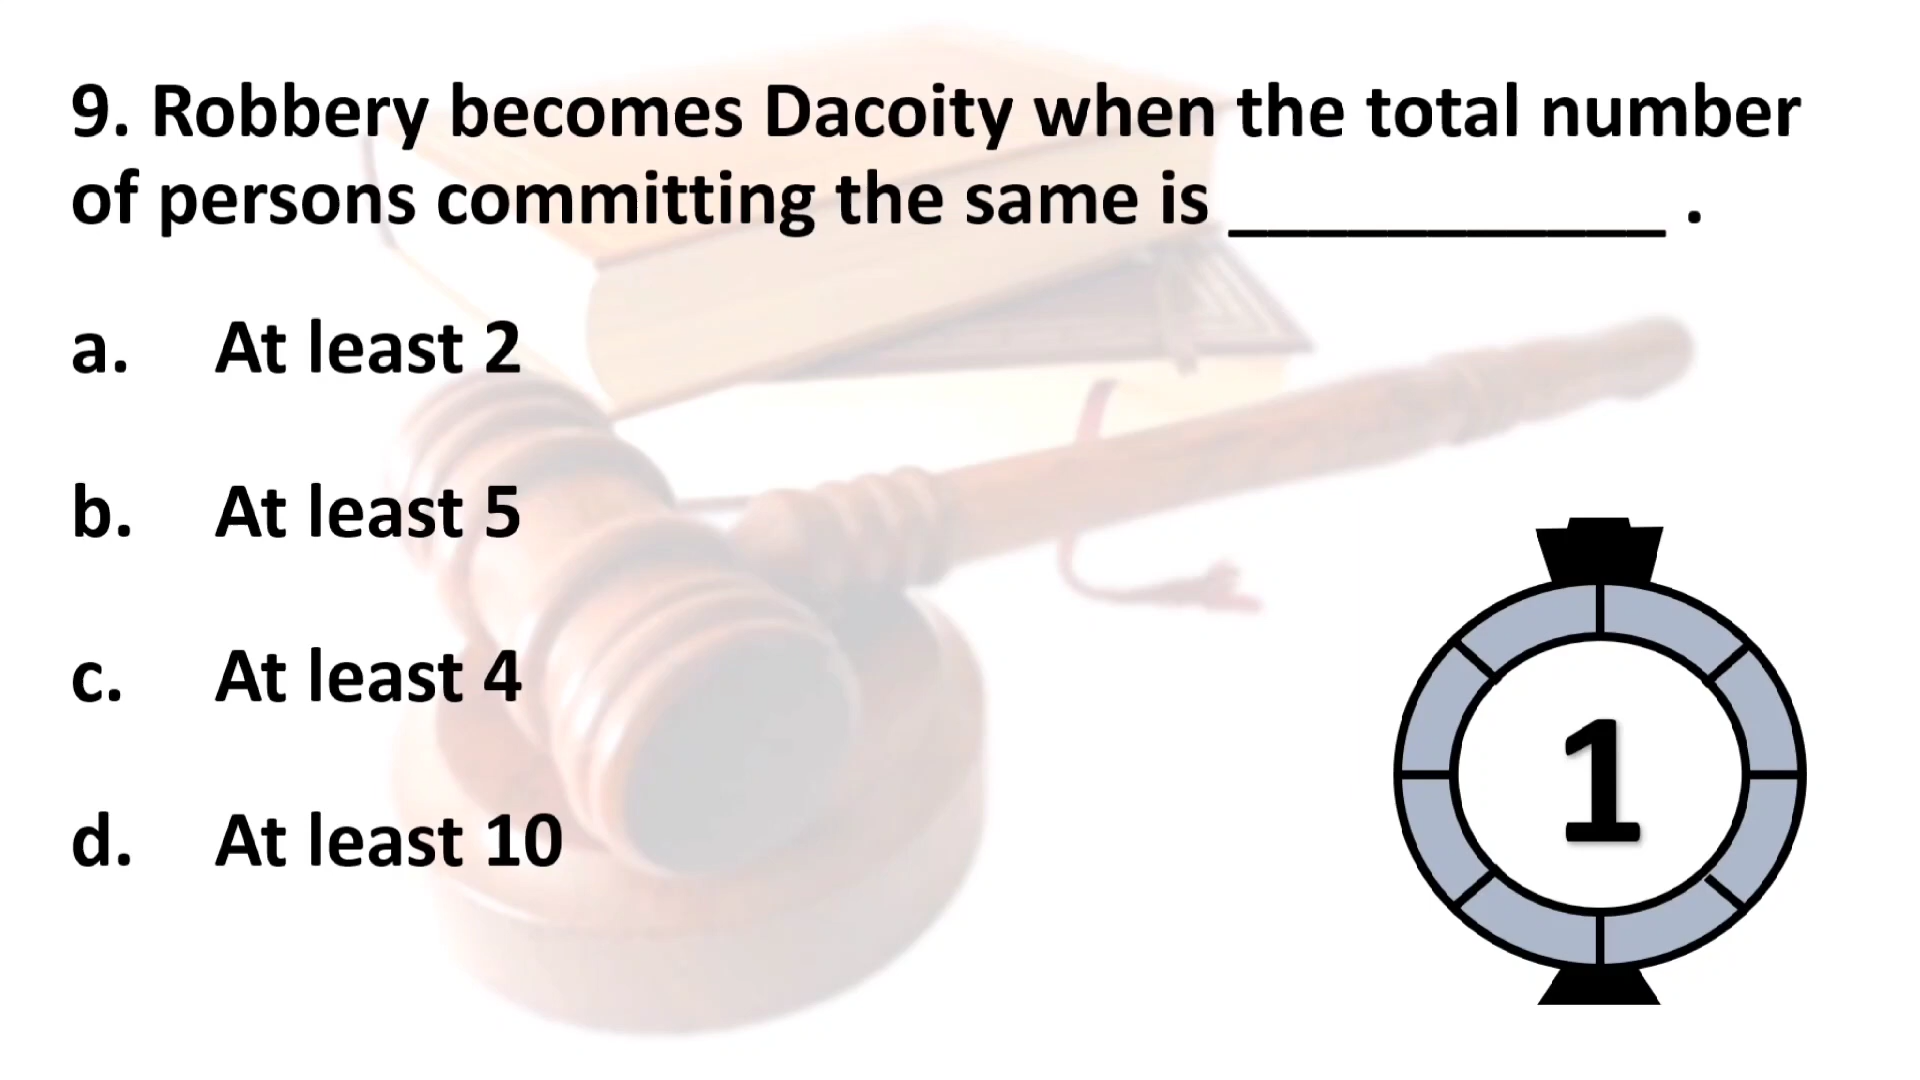 9. Robbery becomes Dacoity when the total number
of persons committing the same is ____________ .
a. At least 2
b. At least 5
c. At least 4
d. At least 10
1